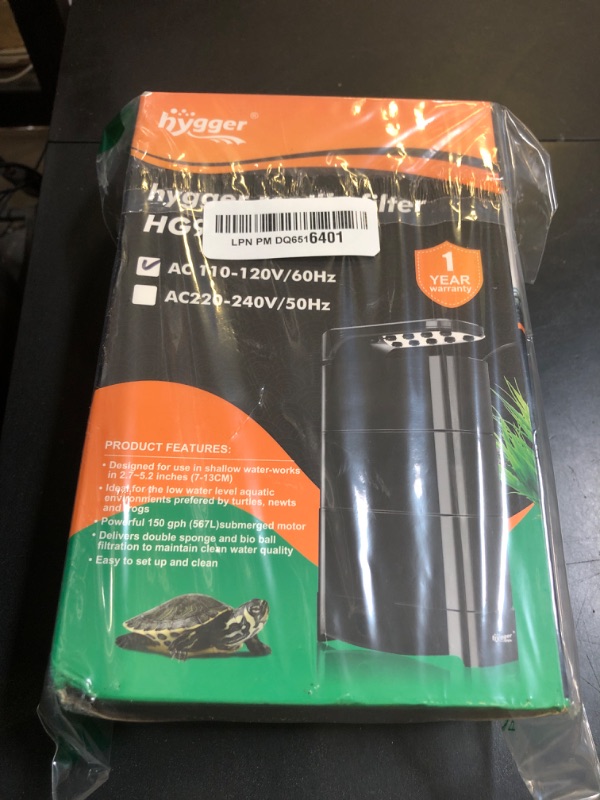 hygger®
hygger filter
HG9
LPN PM DQ6516401
AC 110-120V/60Hz
AC220-240V/50Hz
1
YEAR
warranty
PRODUCT FEATURES:
• Designed for use in shallow water-works
in 2.7~5.2 inches (7-13CM)
• Ideal for the low water level aquatic
environments prefered by turtles, newts
and frogs
• Powerful 150 gph (567L)submerged motor
• Delivers double sponge and bio ball
filtration to maintain clean water quality
• Easy to set up and clean
hygger